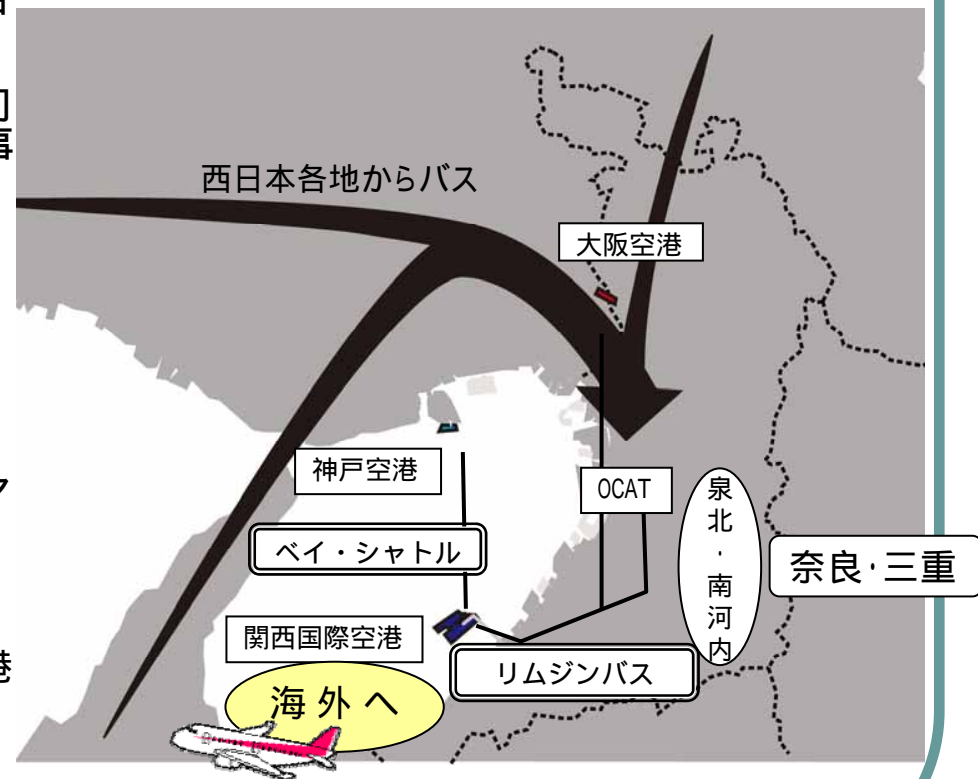 西日本各地からバス
大阪空港
神戸空港
OCAT
泉北・南河内
奈良・三重
ベイ・シャトル
関西国際空港
リムジンバス
海外へ